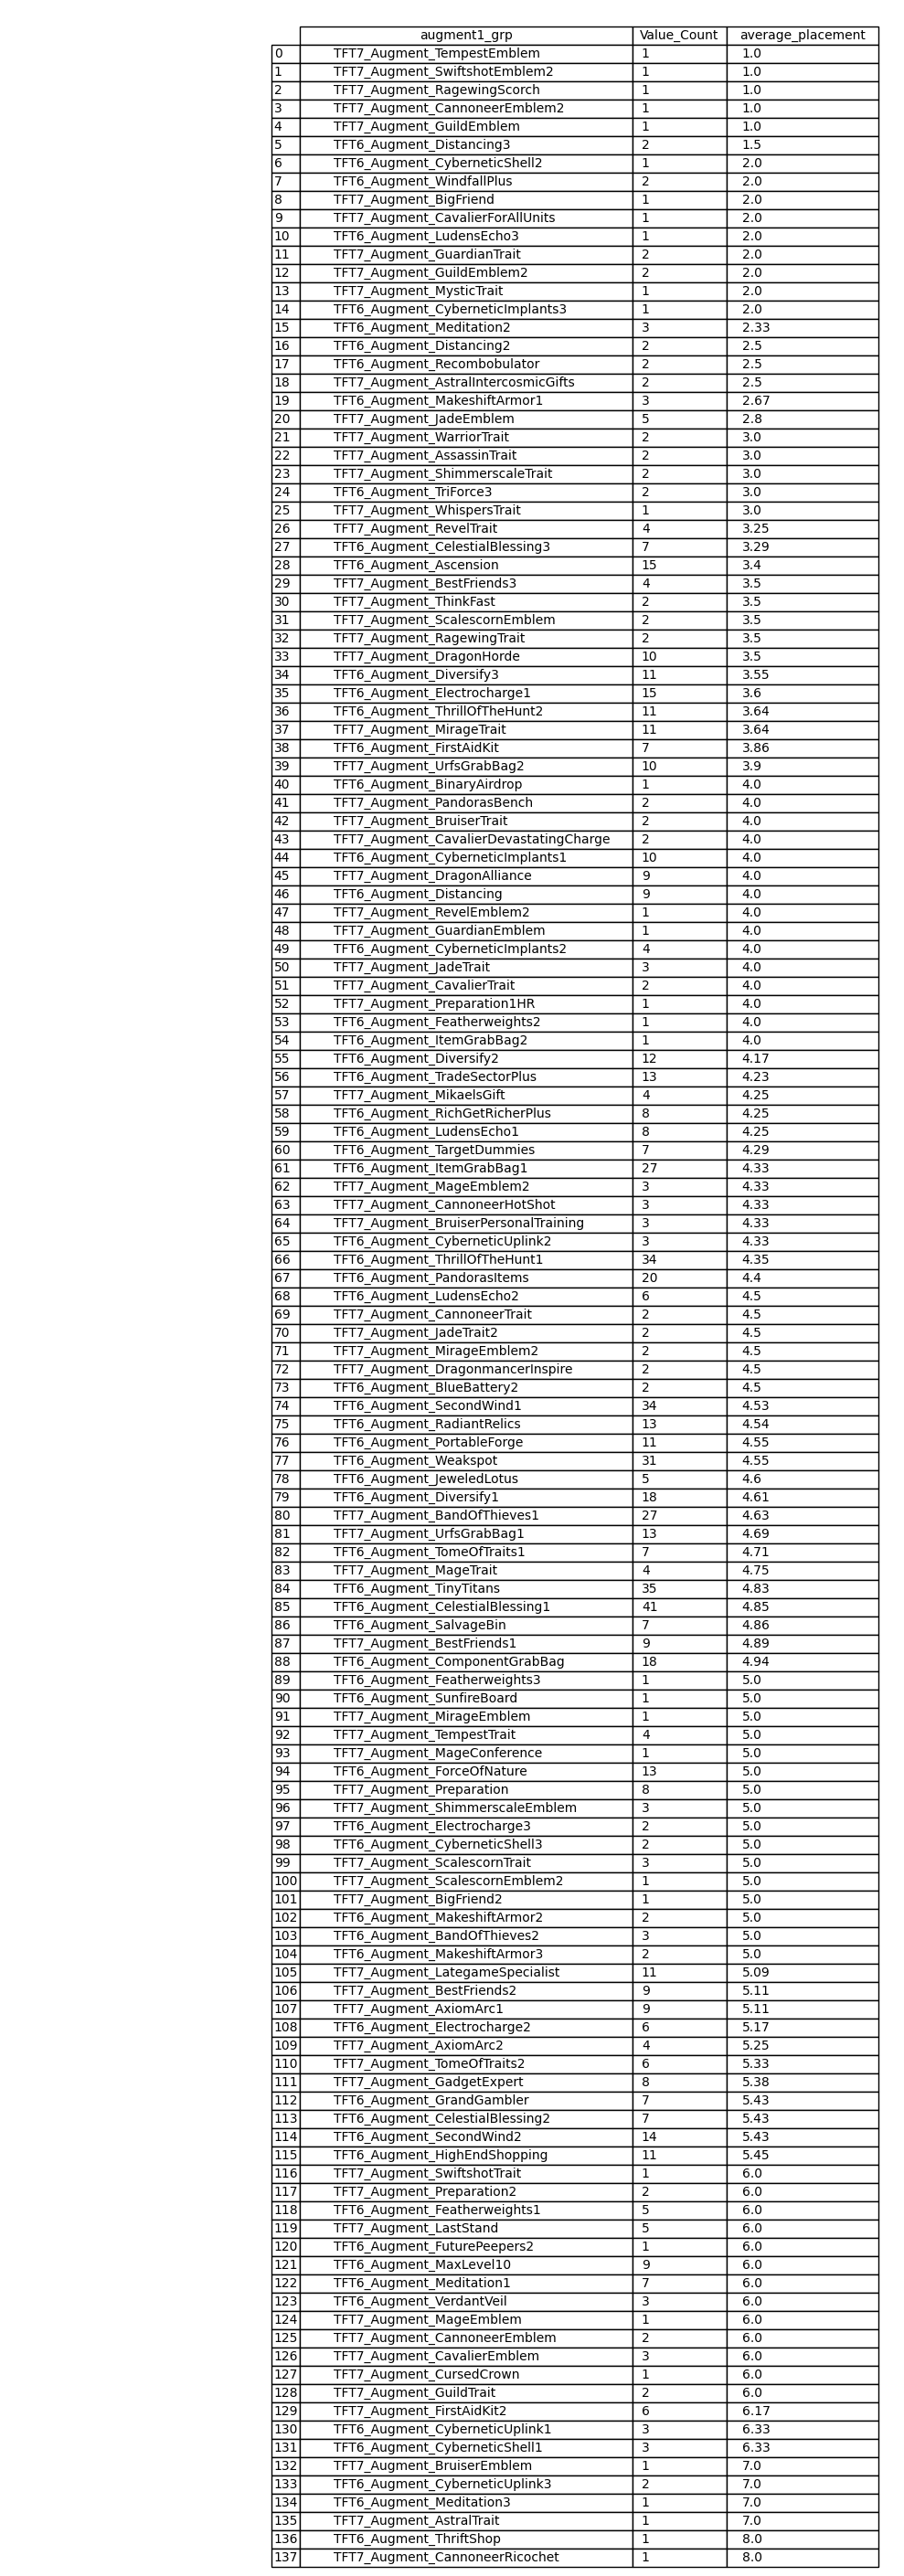 augment1_grp Value_Count average_placement
0 TFT7_Augment_TempestEmblem 1 1.0
1 TFT7_Augment_SwiftshotEmblem2 1 1.0
2 TFT7_Augment_RagewingScorch 1 1.0
3 TFT7_Augment_CannoneerEmblem2 1 1.0
4 TFT7_Augment_GuildEmblem 1 1.0
5 TFT6_Augment_Distancing3 2 1.5
6 TFT6_Augment_CyberneticShell2 1 2.0
7 TFT6_Augment_WindfallPlus 2 2.0
8 TFT7_Augment_BigFriend 1 2.0
9 TFT7_Augment_CavalierForAllUnits 1 2.0
10 TFT6_Augment_LudensEcho3 1 2.0
11 TFT7_Augment_GuardianTrait 2 2.0
12 TFT7_Augment_GuildEmblem2 2 2.0
13 TFT7_Augment_MysticTrait 1 2.0
14 TFT6_Augment_CyberneticImplants3 1 2.0
15 TFT6_Augment_Meditation2 3 2.33
16 TFT6_Augment_Distancing2 2 2.5
17 TFT6_Augment_Recombobulator 2 2.5
18 TFT7_Augment_AstralIntercosmicGifts 2 2.5
19 TFT6_Augment_MakeshiftArmor1 3 2.67
20 TFT7_Augment_JadeEmblem 5 2.8
21 TFT7_Augment_WarriorTrait 2 3.0
22 TFT7_Augment_AssassinTrait 2 3.0
23 TFT7_Augment_ShimmerscaleTrait 2 3.0
24 TFT6_Augment_TriForce3 2 3.0
25 TFT7_Augment_WhispersTrait 1 3.0
26 TFT7_Augment_RevelTrait 4 3.25
27 TFT6_Augment_CelestialBlessing3 7 3.29
28 TFT6_Augment_Ascension 15 3.4
29 TFT7_Augment_BestFriends3 4 3.5
30 TFT7_Augment_ThinkFast 2 3.5
31 TFT7_Augment_ScalescornEmblem 2 3.5
32 TFT7_Augment_RagewingTrait 2 3.5
33 TFT7_Augment_DragonHorde 10 3.5
34 TFT6_Augment_Diversify3 11 3.55
35 TFT6_Augment_Electrocharge1 15 3.6
36 TFT6_Augment_ThrillOfTheHunt2 11 3.64
37 TFT7_Augment_MirageTrait 11 3.64
38 TFT6_Augment_FirstAidKit 7 3.86
39 TFT7_Augment_UrfsGrabBag2 10 3.9
40 TFT6_Augment_BinaryAirdrop 1 4.0
41 TFT7_Augment_PandorasBench 2 4.0
42 TFT7_Augment_BruiserTrait 2 4.0
43 TFT7_Augment_CavalierDevastatingCharge 2 4.0
44 TFT6_Augment_CyberneticImplants1 10 4.0
45 TFT7_Augment_DragonAlliance 9 4.0
46 TFT6_Augment_Distancing 9 4.0
47 TFT7_Augment_RevelEmblem2 1 4.0
48 TFT7_Augment_GuardianEmblem 1 4.0
49 TFT6_Augment_CyberneticImplants2 4 4.0
50 TFT7_Augment_JadeTrait 3 4.0
51 TFT7_Augment_CavalierTrait 2 4.0
52 TFT7_Augment_Preparation1HR 1 4.0
53 TFT6_Augment_Featherweights2 1 4.0
54 TFT6_Augment_ItemGrabBag2 1 4.0
55 TFT6_Augment_Diversify2 12 4.17
56 TFT6_Augment_TradeSectorPlus 13 4.23
57 TFT7_Augment_MikaelsGift 4 4.25
58 TFT6_Augment_RichGetRicherPlus 8 4.25
59 TFT6_Augment_LudensEcho1 8 4.25
60 TFT6_Augment_TargetDummies 7 4.29
61 TFT6_Augment_ItemGrabBag1 27 4.33
62 TFT7_Augment_MageEmblem2 3 4.33
63 TFT7_Augment_CannoneerHotShot 3 4.33
64 TFT7_Augment_BruiserPersonalTraining 3 4.33
65 TFT6_Augment_CyberneticUplink2 3 4.33
66 TFT6_Augment_ThrillOfTheHunt1 34 4.35
67 TFT6_Augment_PandorasItems 20 4.4
68 TFT6_Augment_LudensEcho2 6 4.5
69 TFT7_Augment_CannoneerTrait 2 4.5
70 TFT7_Augment_JadeTrait2 2 4.5
71 TFT7_Augment_MirageEmblem2 2 4.5
72 TFT7_Augment_DragonmancerInspire 2 4.5
73 TFT6_Augment_BlueBattery2 2 4.5
74 TFT6_Augment_SecondWind1 34 4.53
75 TFT6_Augment_RadiantRelics 13 4.54
76 TFT6_Augment_PortableForge 11 4.55
77 TFT6_Augment_Weakspot 31 4.55
78 TFT6_Augment_JeweledLotus 5 4.6
79 TFT6_Augment_Diversify1 18 4.61
80 TFT7_Augment_BandOfThieves1 27 4.63
81 TFT7_Augment_UrfsGrabBag1 13 4.69
82 TFT6_Augment_TomeOfTraits1 7 4.71
83 TFT7_Augment_MageTrait 4 4.75
84 TFT6_Augment_TinyTitans 35 4.83
85 TFT6_Augment_CelestialBlessing1 41 4.85
86 TFT6_Augment_SalvageBin 7 4.86
87 TFT7_Augment_BestFriends1 9 4.89
88 TFT6_Augment_ComponentGrabBag 18 4.94
89 TFT6_Augment_Featherweights3 1 5.0
90 TFT6_Augment_SunfireBoard 1 5.0
91 TFT7_Augment_MirageEmblem 1 5.0
92 TFT7_Augment_TempestTrait 4 5.0
93 TFT7_Augment_MageConference 1 5.0
94 TFT6_Augment_ForceOfNature 13 5.0
95 TFT7_Augment_Preparation 8 5.0
96 TFT7_Augment_ShimmerscaleEmblem 3 5.0
97 TFT6_Augment_Electrocharge3 2 5.0
98 TFT6_Augment_CyberneticShell3 2 5.0
99 TFT7_Augment_ScalescornTrait 3 5.0
100 TFT7_Augment_ScalescornEmblem2 1 5.0
101 TFT7_Augment_BigFriend2 1 5.0
102 TFT6_Augment_MakeshiftArmor2 2 5.0
103 TFT6_Augment_BandOfThieves2 3 5.0
104 TFT6_Augment_MakeshiftArmor3 2 5.0
105 TFT7_Augment_LategameSpecialist 11 5.09
106 TFT7_Augment_BestFriends2 9 5.11
107 TFT7_Augment_AxiomArc1 9 5.11
108 TFT6_Augment_Electrocharge2 6 5.17
109 TFT7_Augment_AxiomArc2 4 5.25
110 TFT7_Augment_TomeOfTraits2 6 5.33
111 TFT7_Augment_GadgetExpert 8 5.38
112 TFT6_Augment_GrandGambler 7 5.43
113 TFT6_Augment_CelestialBlessing2 7 5.43
114 TFT6_Augment_SecondWind2 14 5.43
115 TFT6_Augment_HighEndShopping 11 5.45
116 TFT7_Augment_SwiftshotTrait 1 6.0
117 TFT7_Augment_Preparation2 2 6.0
118 TFT6_Augment_Featherweights1 5 6.0
119 TFT7_Augment_LastStand 5 6.0
120 TFT7_Augment_FuturePeepers2 1 6.0
121 TFT6_Augment_MaxLevel10 9 6.0
122 TFT6_Augment_Meditation1 7 6.0
123 TFT6_Augment_VerdantVeil 3 6.0
124 TFT7_Augment_MageEmblem 1 6.0
125 TFT7_Augment_CannoneerEmblem 2 6.0
126 TFT7_Augment_CavalierEmblem 3 6.0
127 TFT7_Augment_CursedCrown 1 6.0
128 TFT7_Augment_GuildTrait 2 6.0
129 TFT7_Augment_FirstAidKit2 6 6.17
130 TFT6_Augment_CyberneticUplink1 3 6.33
131 TFT6_Augment_CyberneticShell1 3 6.33
132 TFT7_Augment_BruiserEmblem 1 7.0
133 TFT6_Augment_CyberneticUplink3 2 7.0
134 TFT6_Augment_Meditation3 1 7.0
135 TFT7_Augment_AstralTrait 1 7.0
136 TFT6_Augment_ThriftShop 1 8.0
137 TFT7_Augment_CannoneerRicochet 1 8.0